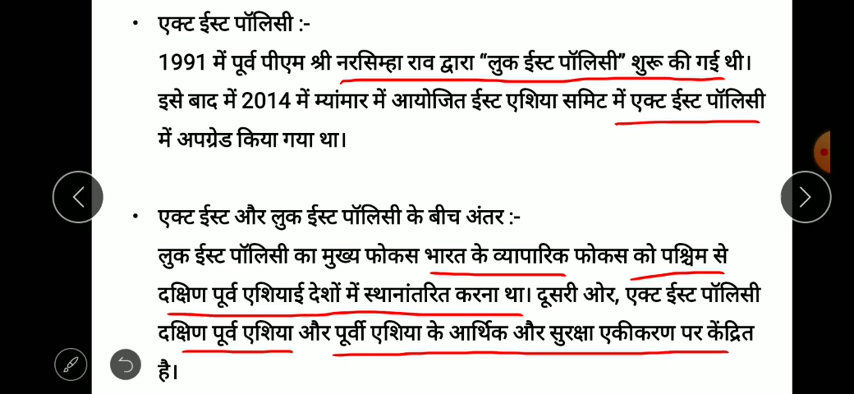 • एक्ट ईस्ट पॉलिसी :-
1991 में पूर्व पीएम श्री नरसिम्हा राव द्वारा “लुक ईस्ट पॉलिसी” शुरू की गई थी।
इसे बाद में 2014 में म्यांमार में आयोजित ईस्ट एशिया समिट में एक्ट ईस्ट पॉलिसी
में अपग्रेड किया गया था।
• एक्ट ईस्ट और लुक ईस्ट पॉलिसी के बीच अंतर :-
लुक ईस्ट पॉलिसी का मुख्य फोकस भारत के व्यापारिक फोकस को पश्चिम से
दक्षिण पूर्व एशियाई देशों में स्थानांतरित करना था। दूसरी ओर, एक्ट ईस्ट पॉलिसी
दक्षिण पूर्व एशिया और पूर्वी एशिया के आर्थिक और सुरक्षा एकीकरण पर केंद्रित
है।